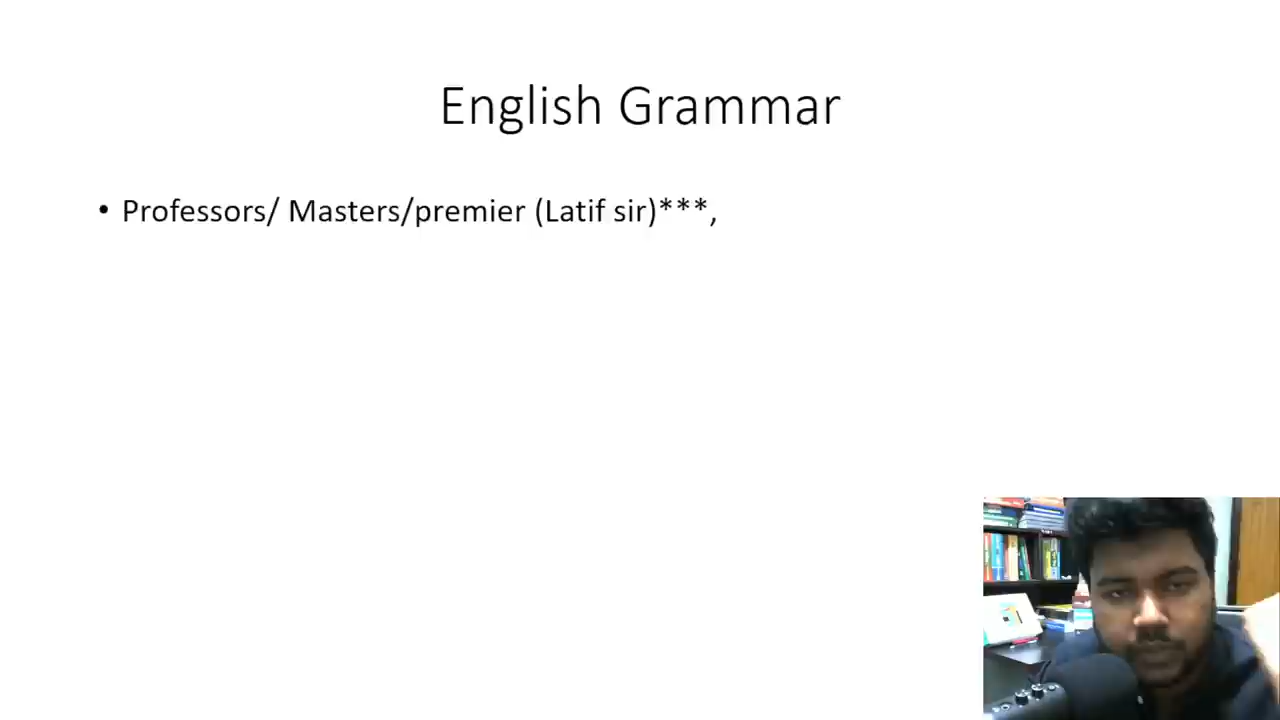 English Grammar
• Professors/ Masters/premier (Latif sir)***,